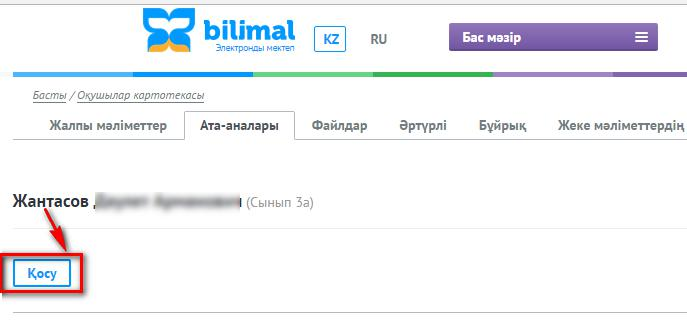 bilimal
Электронды мектеп
KZ RU
Бас мәзір
Басты / Оқушылар картотекасы
Жалпы мәліметтер Ата-аналары Файлдар Әртүрлі Бұйрық Жеке мәліметтердің
Жантасов (Сынып 3а)
Қосу